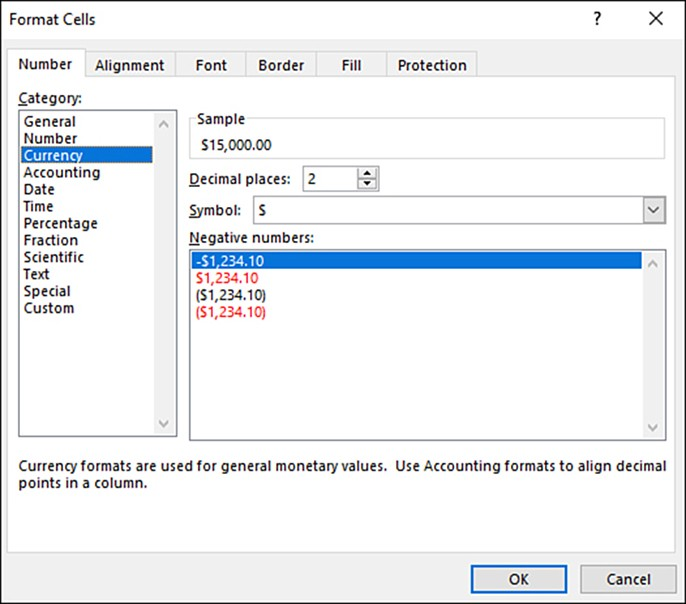 Format Cells
?
Number
Alignment
Font
Border
Fill
Protection
Category:
General
Number
Currency
Accounting
Date
Time
Percentage
Fraction
Scientific
Text
Special
Custom
Sample
$15,000.00
Decimal places: 2
Symbol: $
Negative numbers:
-$1,234.10
$1,234.10
($1,234.10)
($1,234.10)
Currency formats are used for general monetary values.  Use Accounting formats to align decimal
points in a column.
OK
Cancel